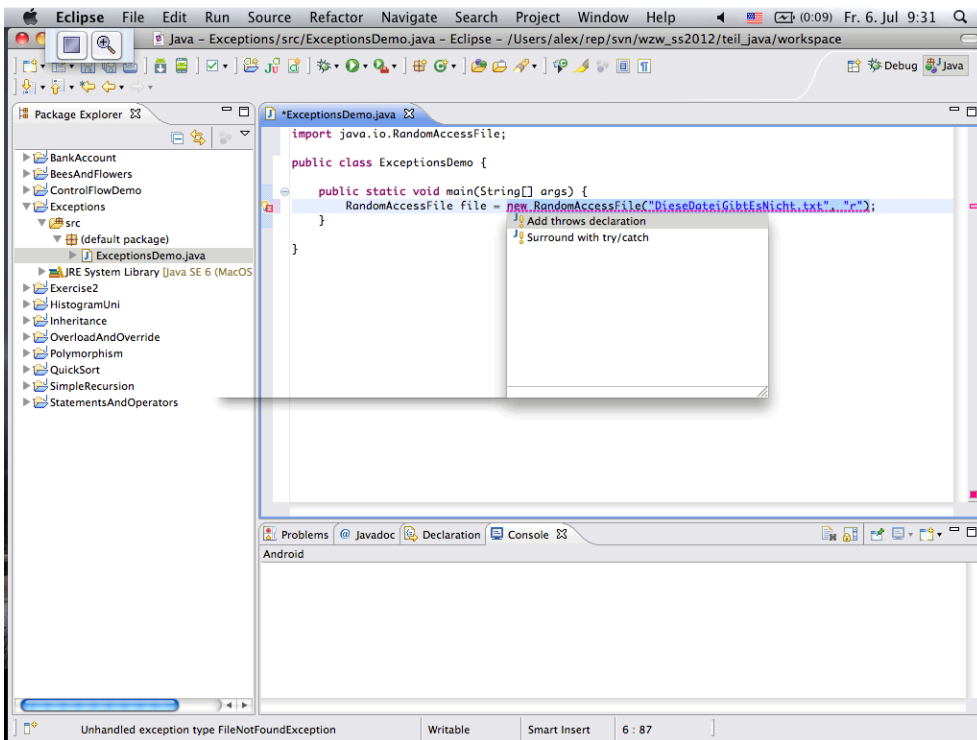 Eclipse File Edit Run Source Refactor Navigate Search Project Window Help (0:09) Fr. 6. Jul 9:31
Java – Exceptions/src/ExceptionsDemo.java – Eclipse – /Users/alex/rep/svn/wzw_ss2012/teil_java/workspace
Debug Java
Package Explorer
BankAccount
BeesAndFlowers
ControlFlowDemo
Exceptions
src
(default package)
ExceptionsDemo.java
JRE System Library [Java SE 6 (MacOS
Exercise2
HistogramUni
Inheritance
OverloadAndOverride
Polymorphism
QuickSort
SimpleRecursion
StatementsAndOperators
*ExceptionsDemo.java
import java.io.RandomAccessFile;
public class ExceptionsDemo {
public static void main(String[] args) {
RandomAccessFile file = new RandomAccessFile("DieseDateiGibtEsNicht.txt", "r");
}
}
Add throws declaration
Surround with try/catch
Problems @ Javadoc Declaration Console
Android
Unhandled exception type FileNotFoundException Writable Smart Insert 6 : 87